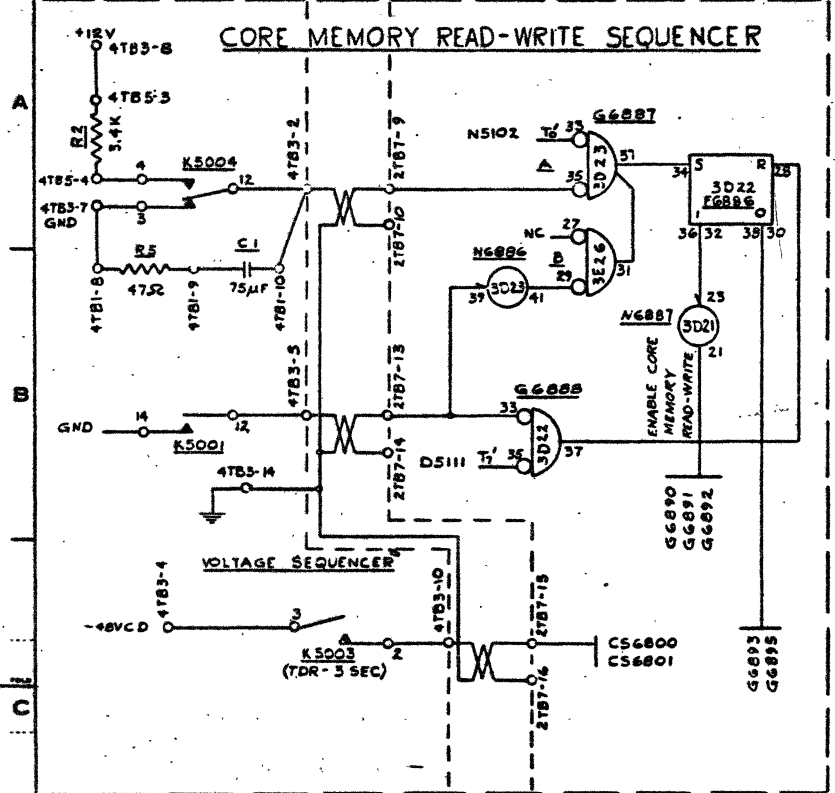 CORE MEMORY READ-WRITE SEQUENCER
A
+12V
4TB3-8
4TB5-3
R2
3.4K
4TB5-4
4
K5004
12
4TB3-7
GND
R5
47Ω
C1
75µF
4TB1-8
4TB1-9
4TB1-10
4TB3-2
2TB7-9
2TB7-10
N5102
T0'
33
G6887
A
35
3D23
37
34
S
R
28
3D22
FG886
1
0
36
32
38
30
NC
27
B
29
3E26
31
N6886
39
3D23
41
N6887
23
3D21
21
ENABLE CORE
MEMORY
READ-WRITE
B
4TB3-5
2TB7-13
2TB7-14
GND
14
K5001
12
4TB3-14
G6888
33
3D22
37
D5111
T7'
35
G6890
G6891
G6892
VOLTAGE SEQUENCER
4TB3-4
-48VCD
3
K5003
(TDR-3 SEC)
2
4TB3-10
2TB7-15
2TB7-16
CS6800
CS6801
G6893
G6895
C